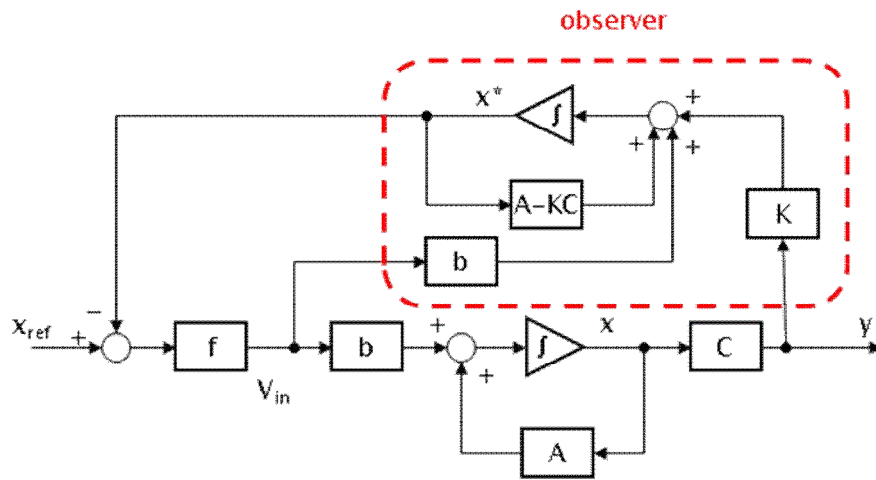 observer
x*
∫
+
+
+
A-KC
K
b
−
x_ref
+
f
V_in
b
+
+
∫
x
C
y
A